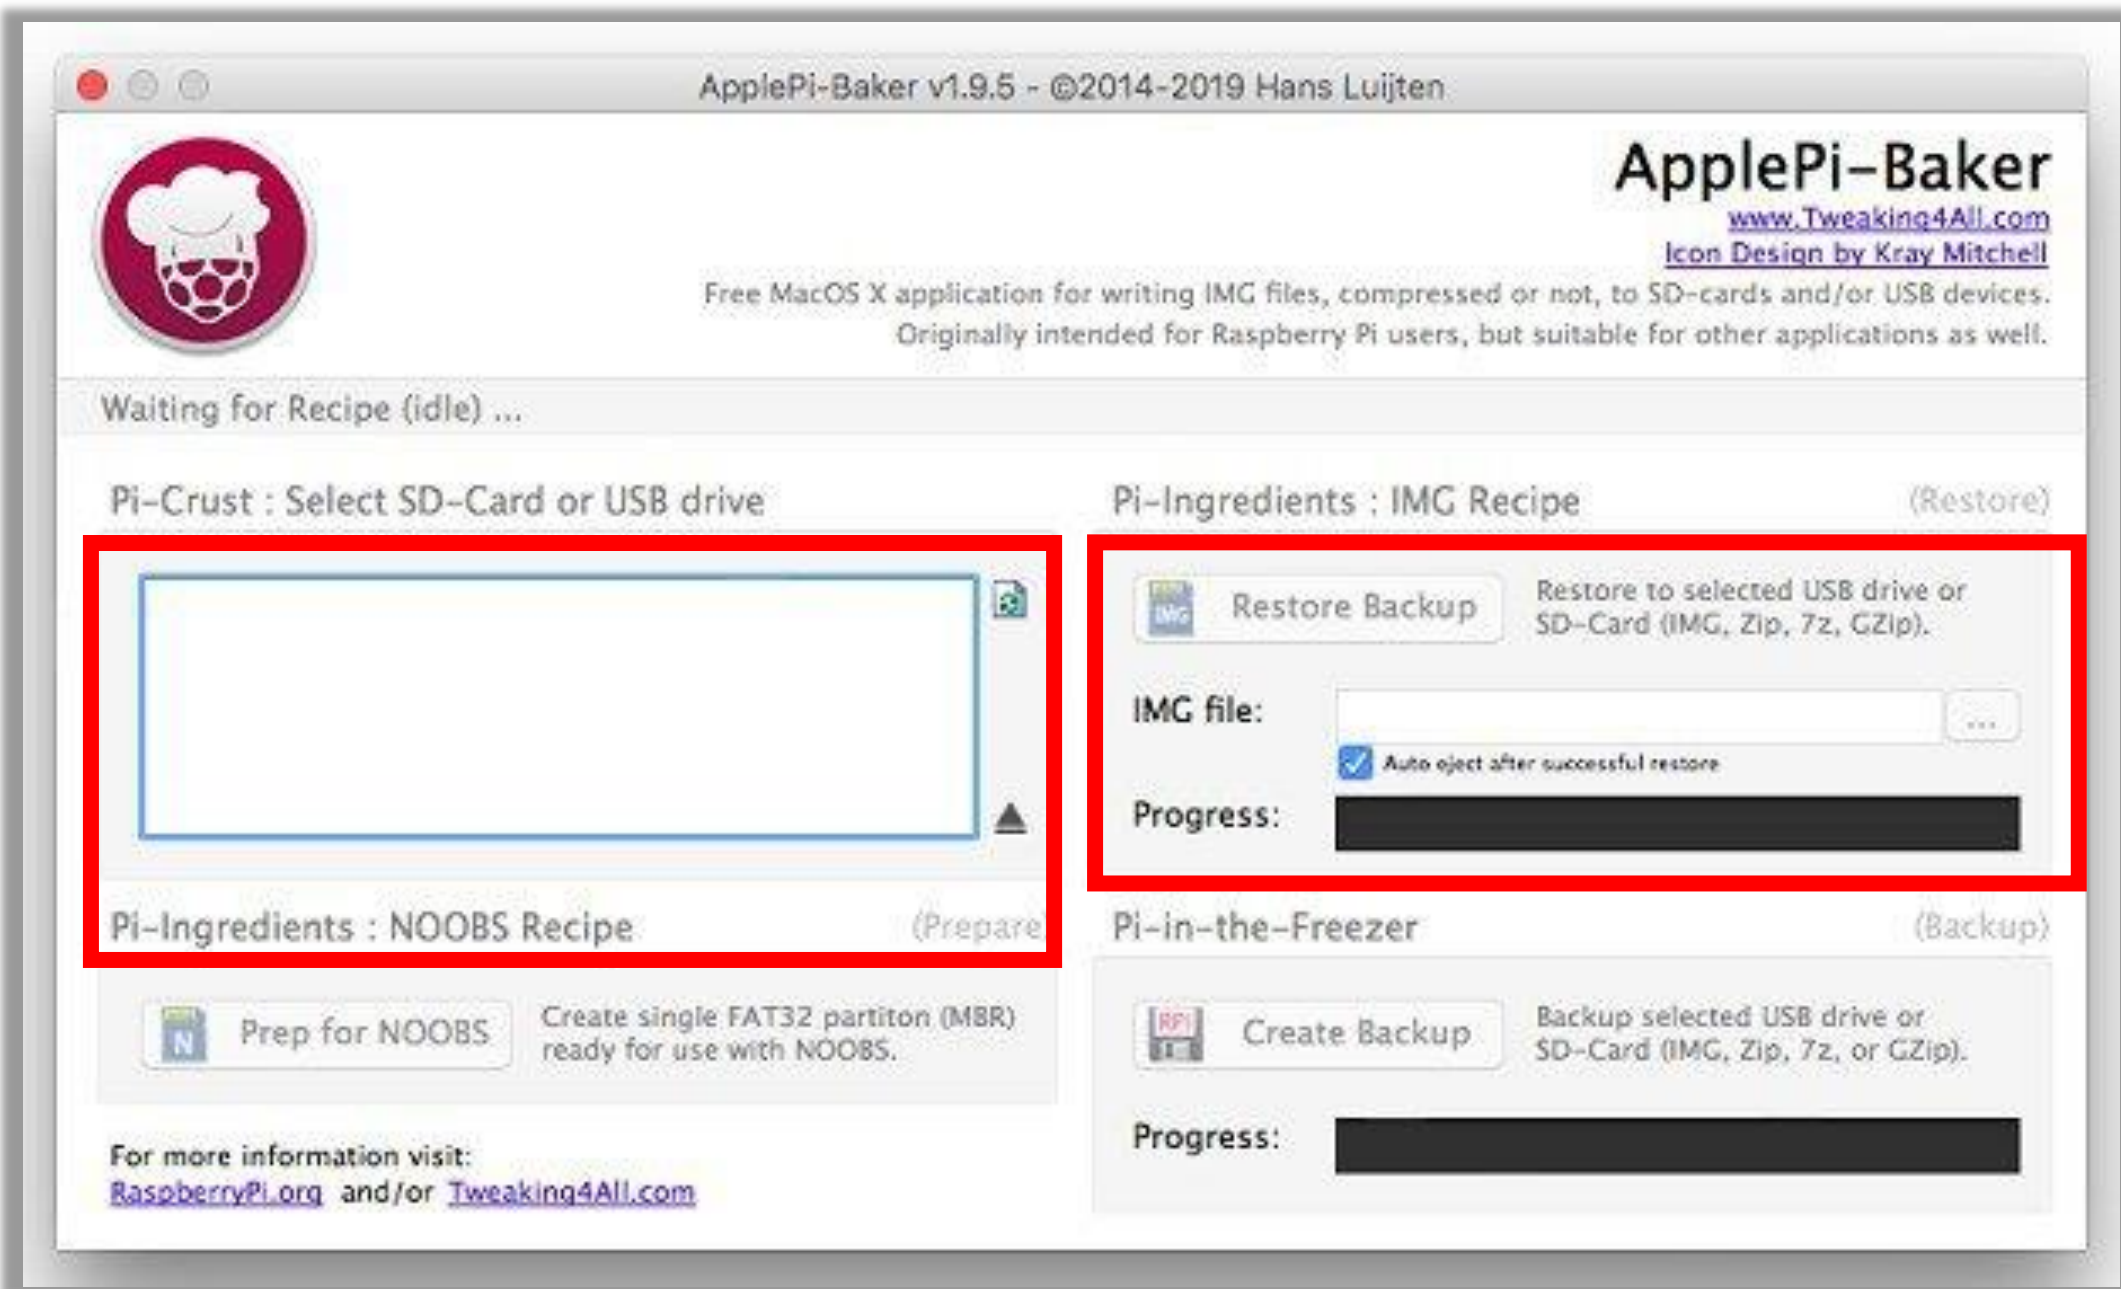 ApplePi-Baker v1.9.5 - ©2014-2019 Hans Luijten
ApplePi-Baker
www.Tweaking4All.com
Icon Design by Kray Mitchell
Free MacOS X application for writing IMG files, compressed or not, to SD-cards and/or USB devices.
Originally intended for Raspberry Pi users, but suitable for other applications as well.
Waiting for Recipe (idle) ...
Pi-Crust : Select SD-Card or USB drive
Pi-Ingredients : NOOBS Recipe (Prepare)
N Prep for NOOBS
Create single FAT32 partiton (MBR)
ready for use with NOOBS.
For more information visit:
RaspberryPi.org and/or Tweaking4All.com
Pi-Ingredients : IMG Recipe (Restore)
IMG Restore Backup
Restore to selected USB drive or
SD-Card (IMG, Zip, 7z, GZip).
IMG file: ...
Auto eject after successful restore
Progress:
Pi-in-the-Freezer (Backup)
RPi Create Backup
Backup selected USB drive or
SD-Card (IMG, Zip, 7z, or GZip).
Progress: